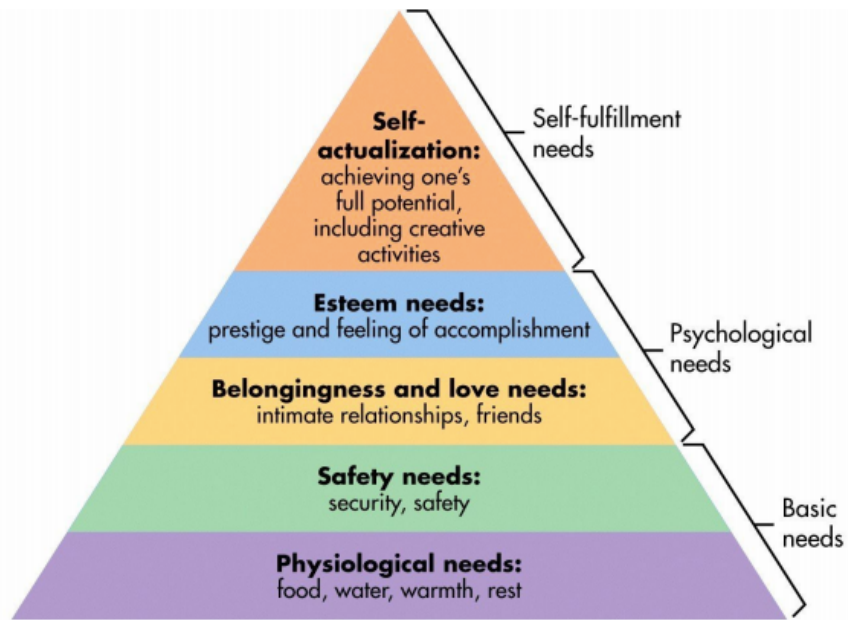 Self-
actualization:
achieving one's
full potential,
including creative
activities
Self-fulfillment
needs
Esteem needs:
prestige and feeling of accomplishment
Psychological
needs
Belongingness and love needs:
intimate relationships, friends
Safety needs:
security, safety
Basic
needs
Physiological needs:
food, water, warmth, rest